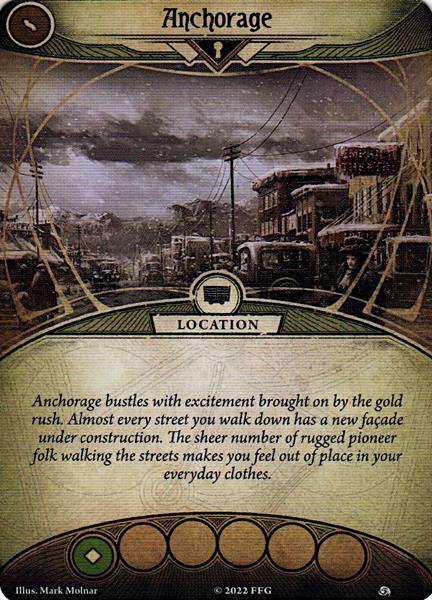 Anchorage
LOCATION
Anchorage bustles with excitement brought on by the gold
rush. Almost every street you walk down has a new façade
under construction. The sheer number of rugged pioneer
folk walking the streets makes you feel out of place in your
everyday clothes.
Illus. Mark Molnar
© 2022 FFG